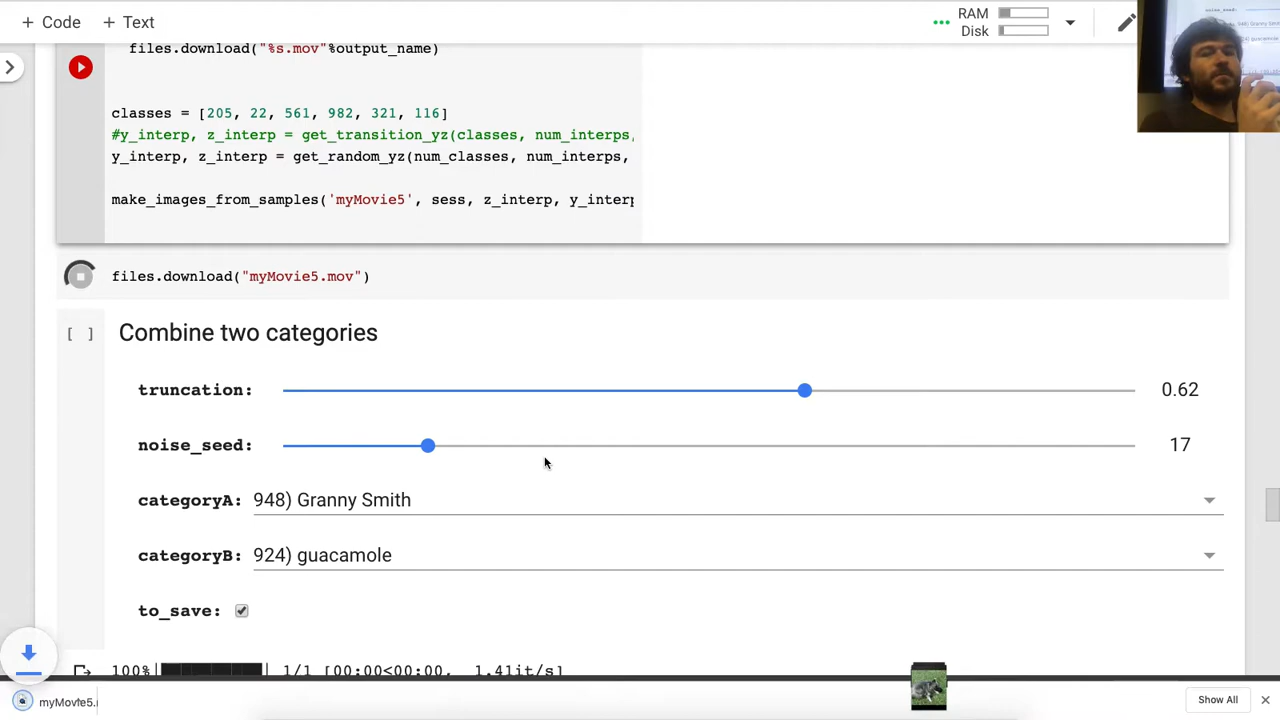 + Code + Text
RAM
Disk
files.download("%s.mov"%output_name)
classes = [205, 22, 561, 982, 321, 116]
#y_interp, z_interp = get_transition_yz(classes, num_interps,
y_interp, z_interp = get_random_yz(num_classes, num_interps,
make_images_from_samples('myMovie5', sess, z_interp, y_interp
files.download("myMovie5.mov")
[ ] Combine two categories
truncation: 0.62
noise_seed: 17
categoryA: 948) Granny Smith
categoryB: 924) guacamole
to_save:
100% 1/1 [00:00<00:00, 1.41it/s]
Show All